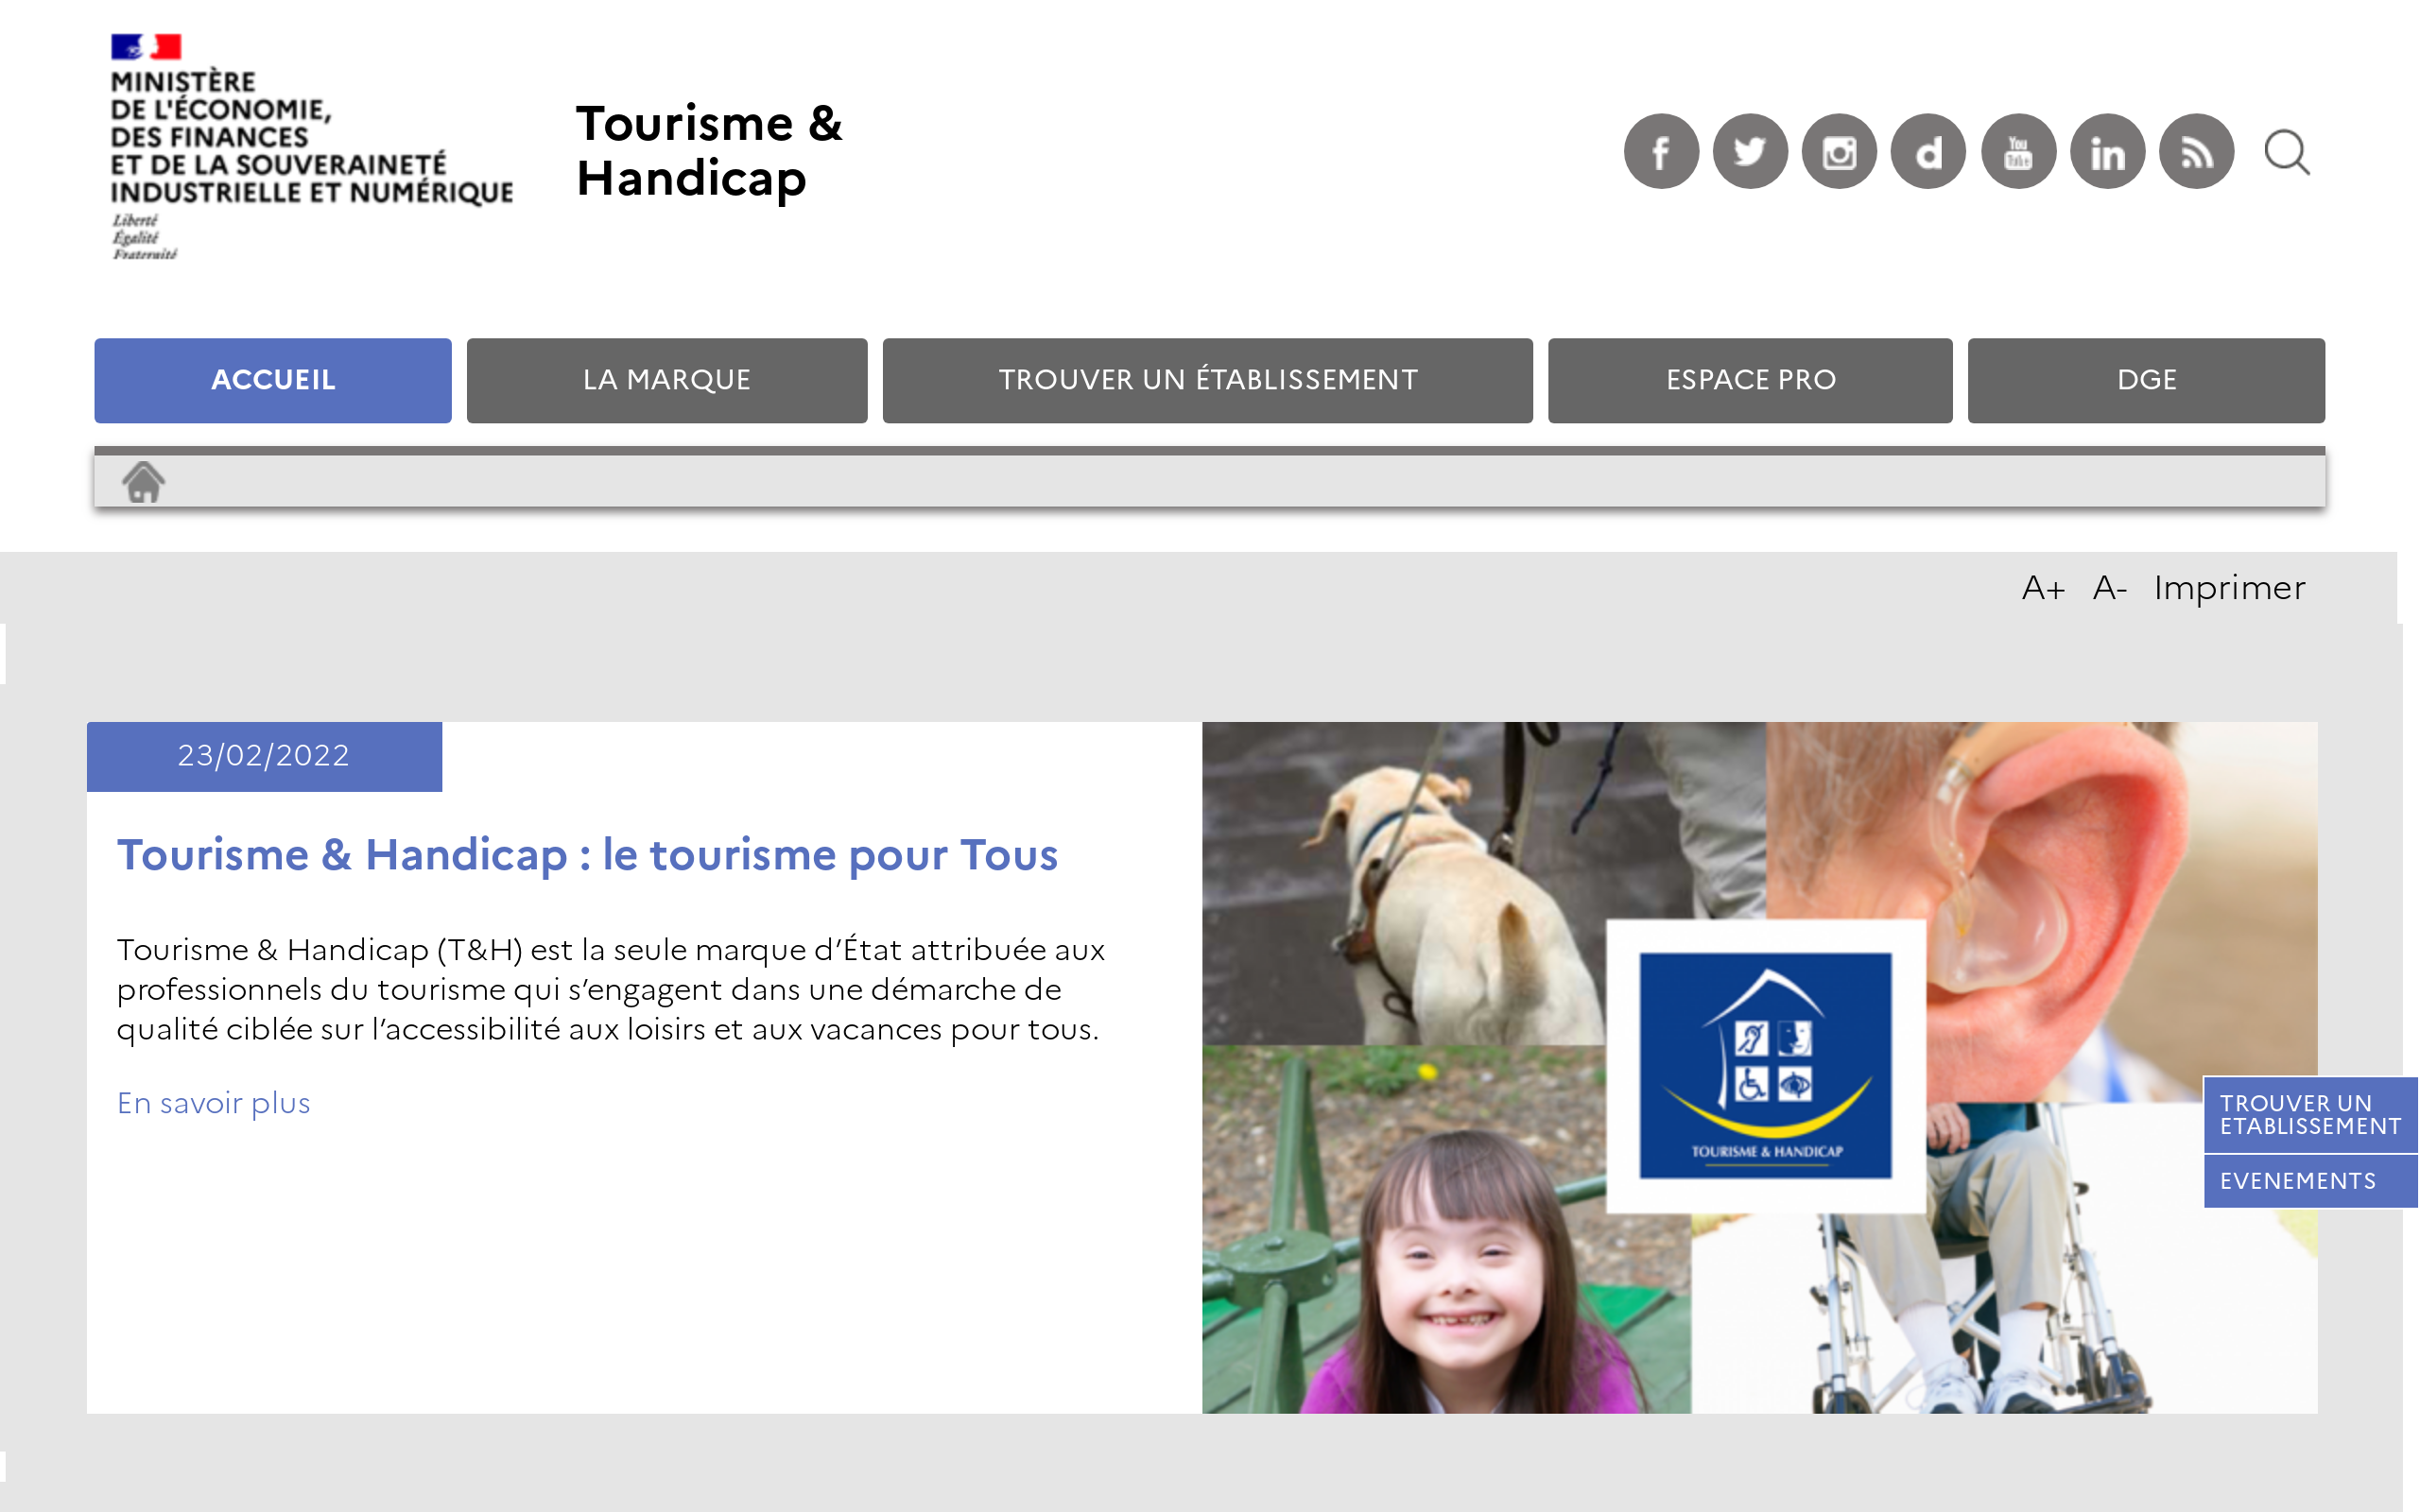 MINISTÈRE
DE L'ÉCONOMIE,
DES FINANCES
ET DE LA SOUVERAINETÉ
INDUSTRIELLE ET NUMÉRIQUE
Liberté
Égalité
Fraternité
Tourisme &
Handicap
ACCUEIL
LA MARQUE
TROUVER UN ÉTABLISSEMENT
ESPACE PRO
DGE
A+ A- Imprimer
23/02/2022
Tourisme & Handicap : le tourisme pour Tous
Tourisme & Handicap (T&H) est la seule marque d’État attribuée aux
professionnels du tourisme qui s’engagent dans une démarche de
qualité ciblée sur l’accessibilité aux loisirs et aux vacances pour tous.
En savoir plus
TOURISME & HANDICAP
TROUVER UN
ETABLISSEMENT
EVENEMENTS